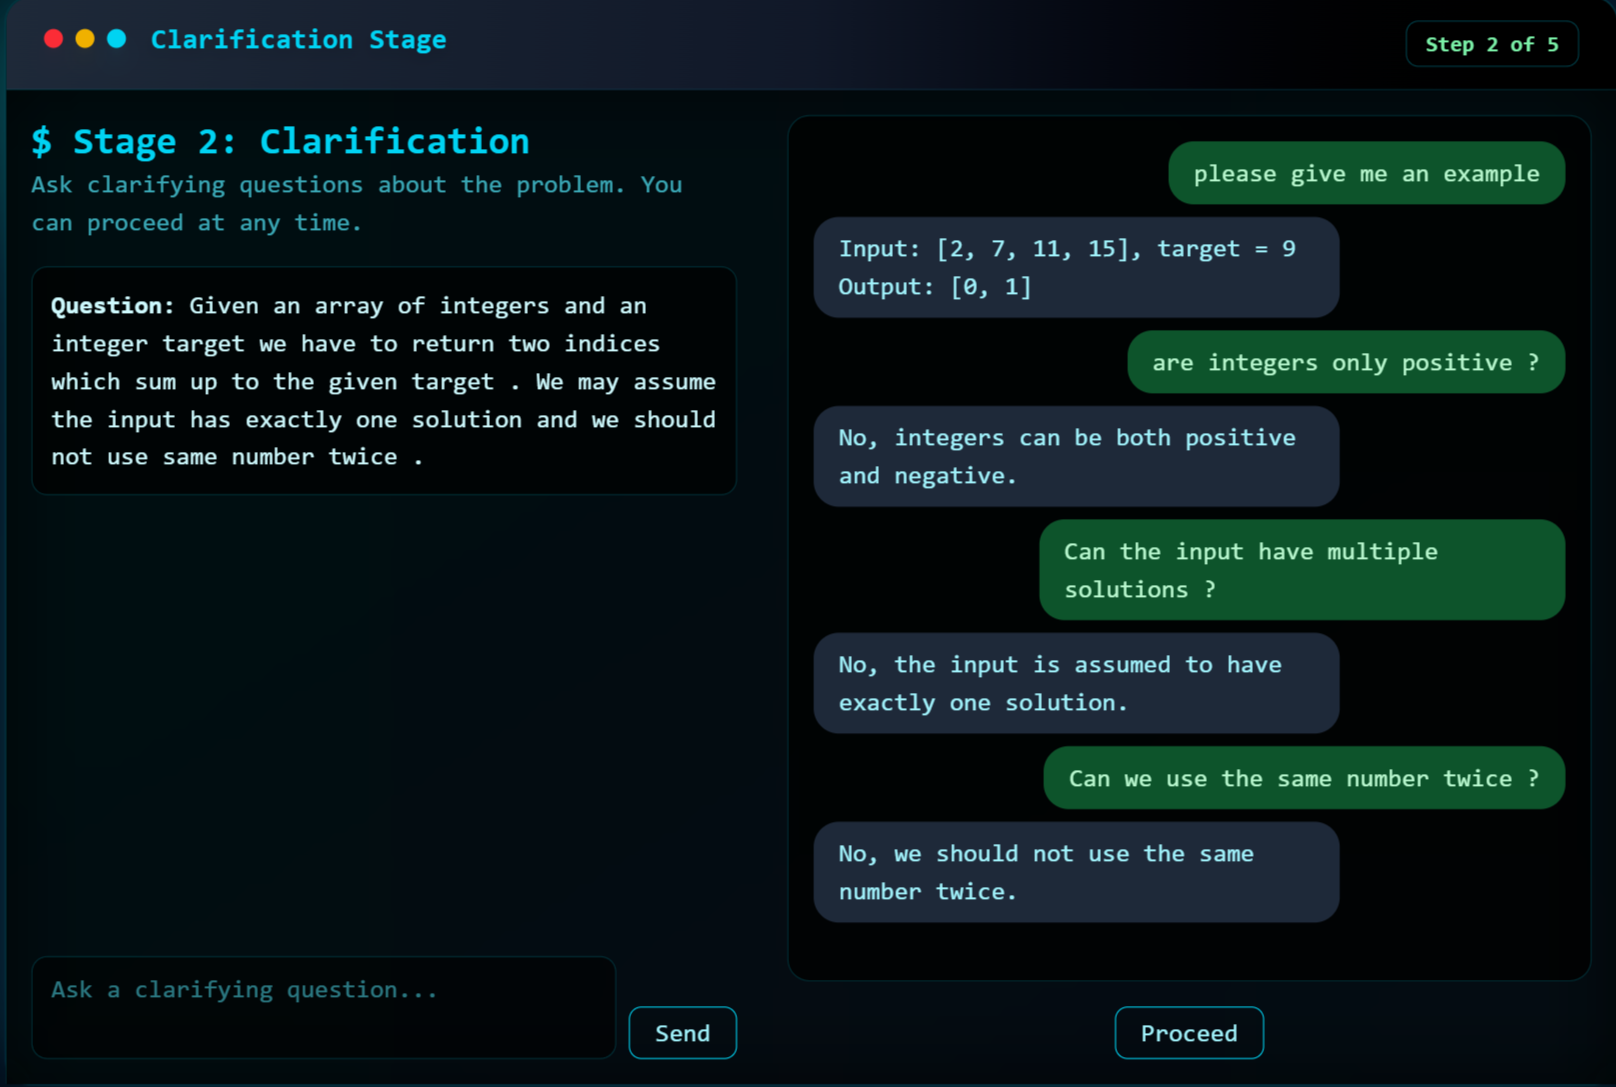 Clarification Stage
Step 2 of 5
$ Stage 2: Clarification
Ask clarifying questions about the problem. You
can proceed at any time.
Question: Given an array of integers and an
integer target we have to return two indices
which sum up to the given target . We may assume
the input has exactly one solution and we should
not use same number twice .
Ask a clarifying question...
Send
please give me an example
Input: [2, 7, 11, 15], target = 9
Output: [0, 1]
are integers only positive ?
No, integers can be both positive
and negative.
Can the input have multiple
solutions ?
No, the input is assumed to have
exactly one solution.
Can we use the same number twice ?
No, we should not use the same
number twice.
Proceed